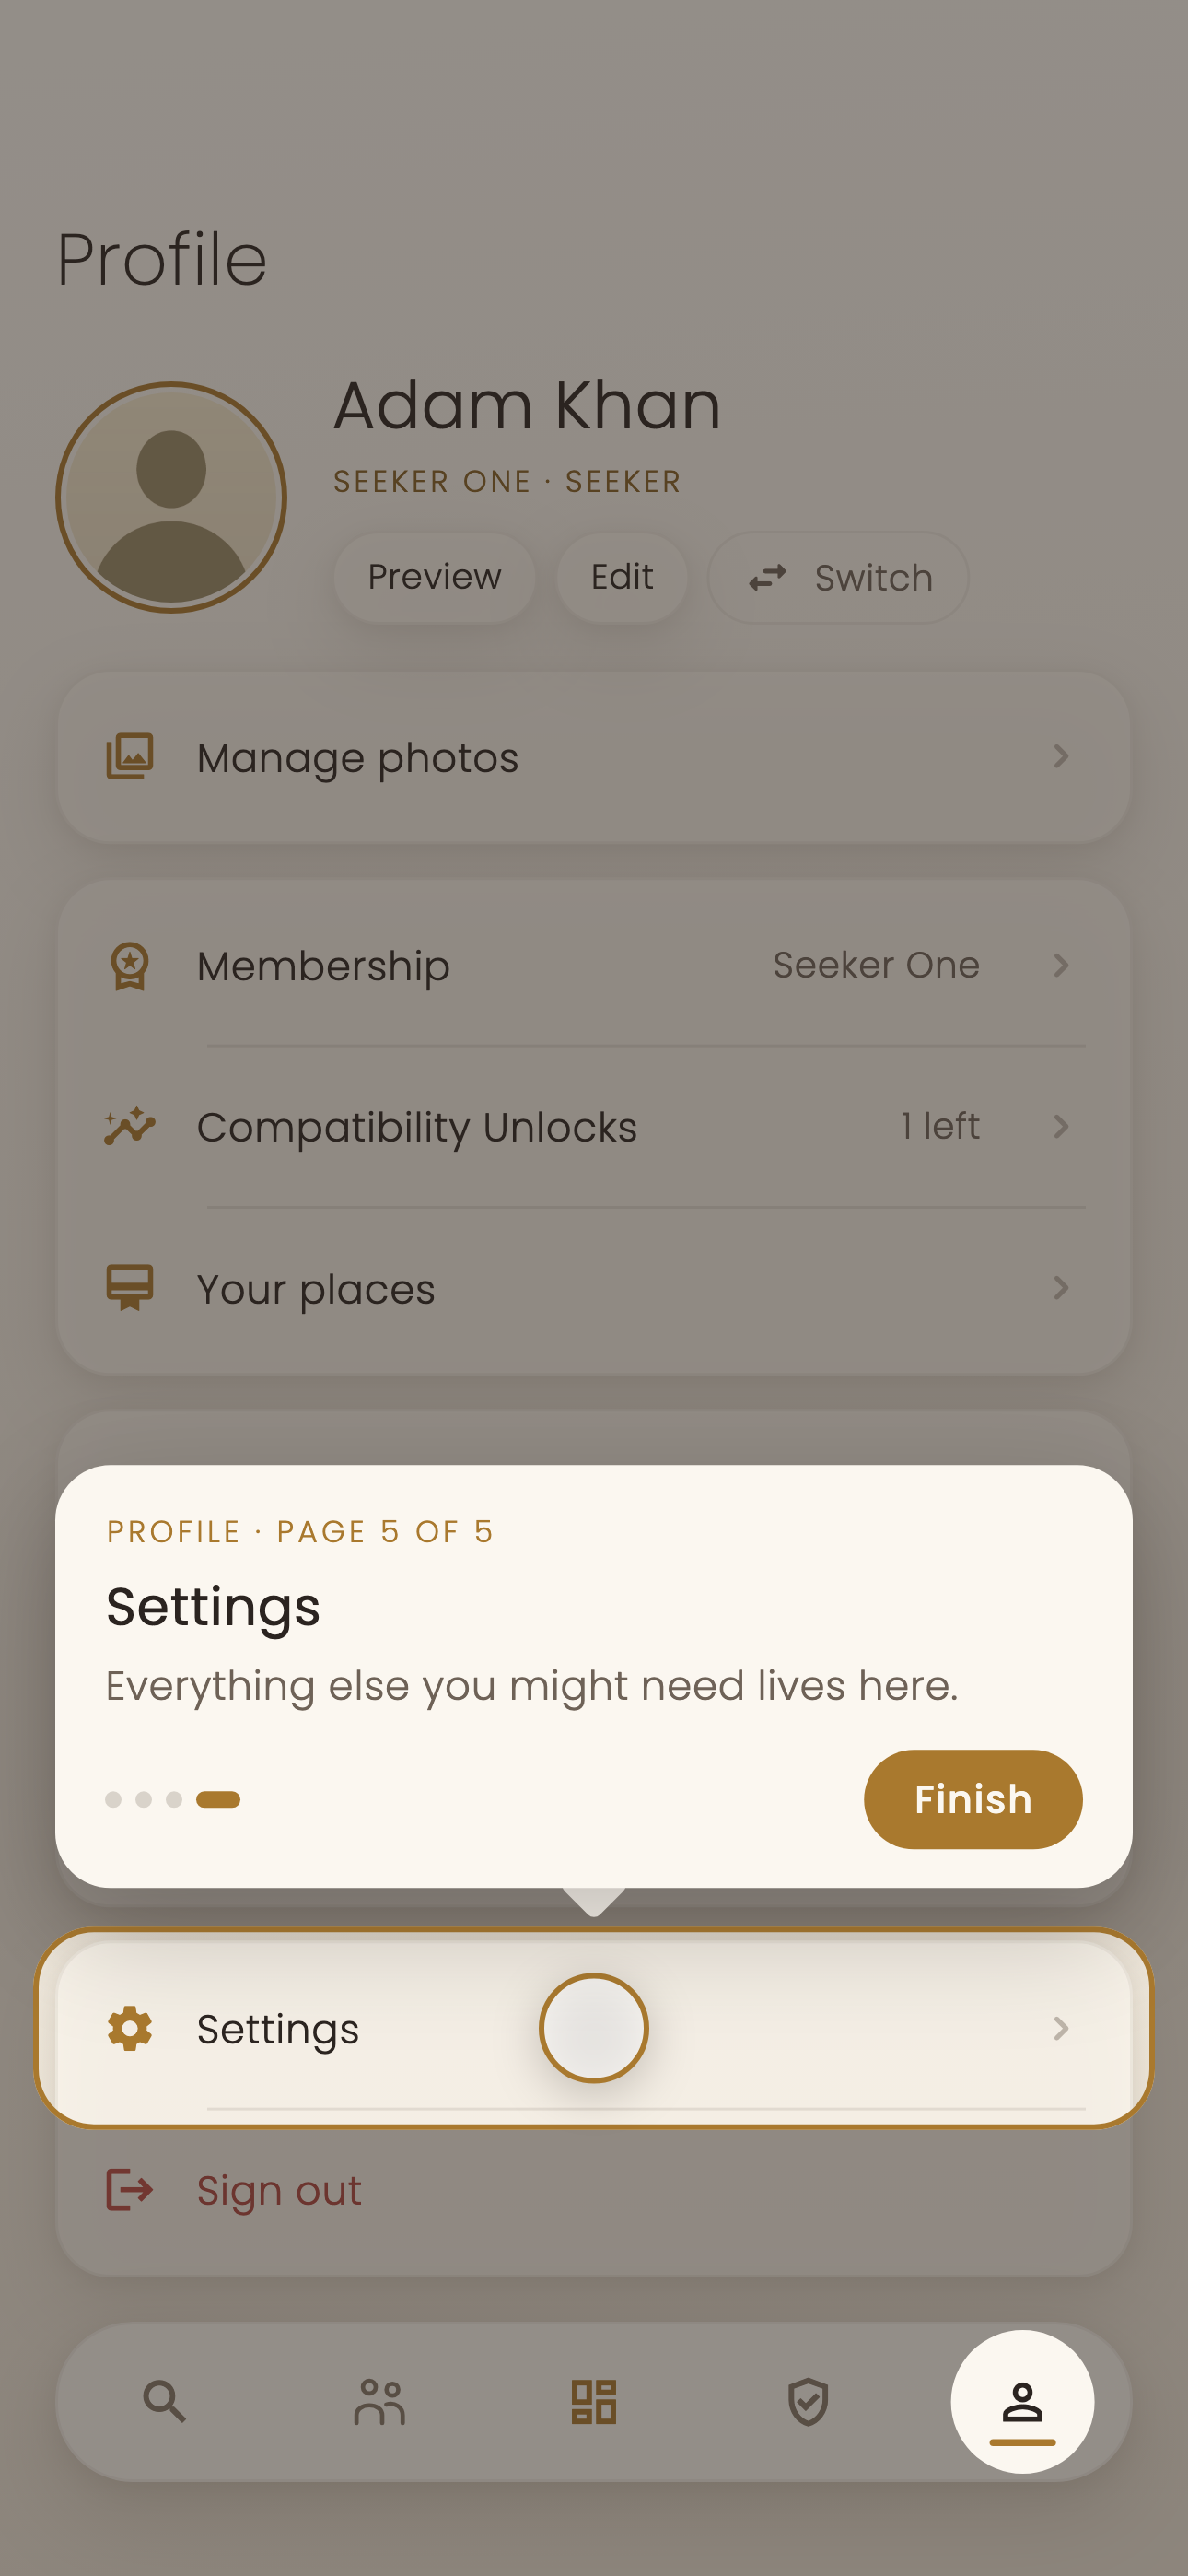 Profile
Adam Khan
SEEKER ONE · SEEKER
Preview
Edit
Switch
Manage photos
Membership
Seeker One
Compatibility Unlocks
1 left
Your places
PROFILE · PAGE 5 OF 5
Settings
Everything else you might need lives here.
Finish
Settings
Sign out